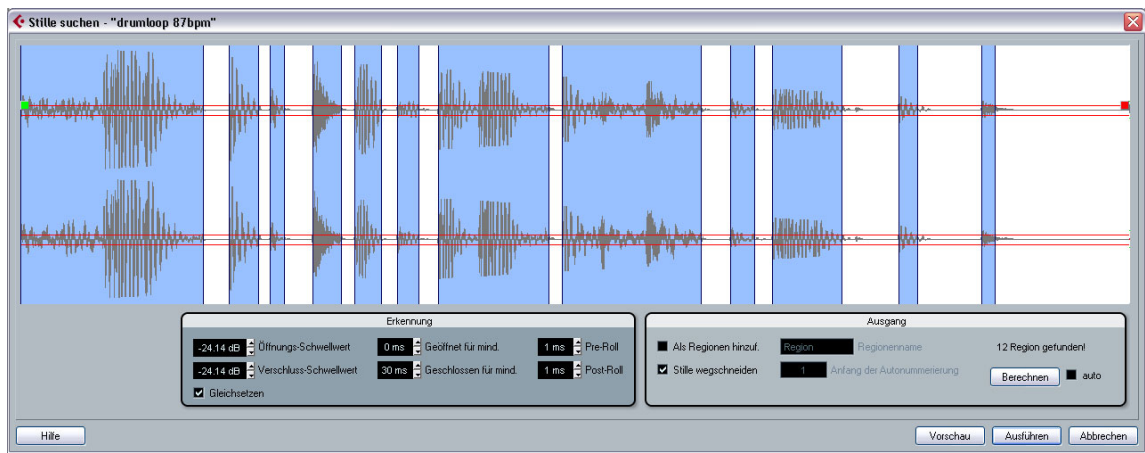 Stille suchen - "drumloop 87bpm"
Erkennung
-24.14 dB Öffnungs-Schwellwert 0 ms Geöffnet für mind. 1 ms Pre-Roll
-24.14 dB Verschluss-Schwellwert 30 ms Geschlossen für mind. 1 ms Post-Roll
Gleichsetzen
Ausgang
Als Regionen hinzuf. Region Regionenname 12 Region gefunden!
Stille wegschneiden 1 Anfang der Autonummerierung
Berechnen auto
Hilfe Vorschau Ausführen Abbrechen